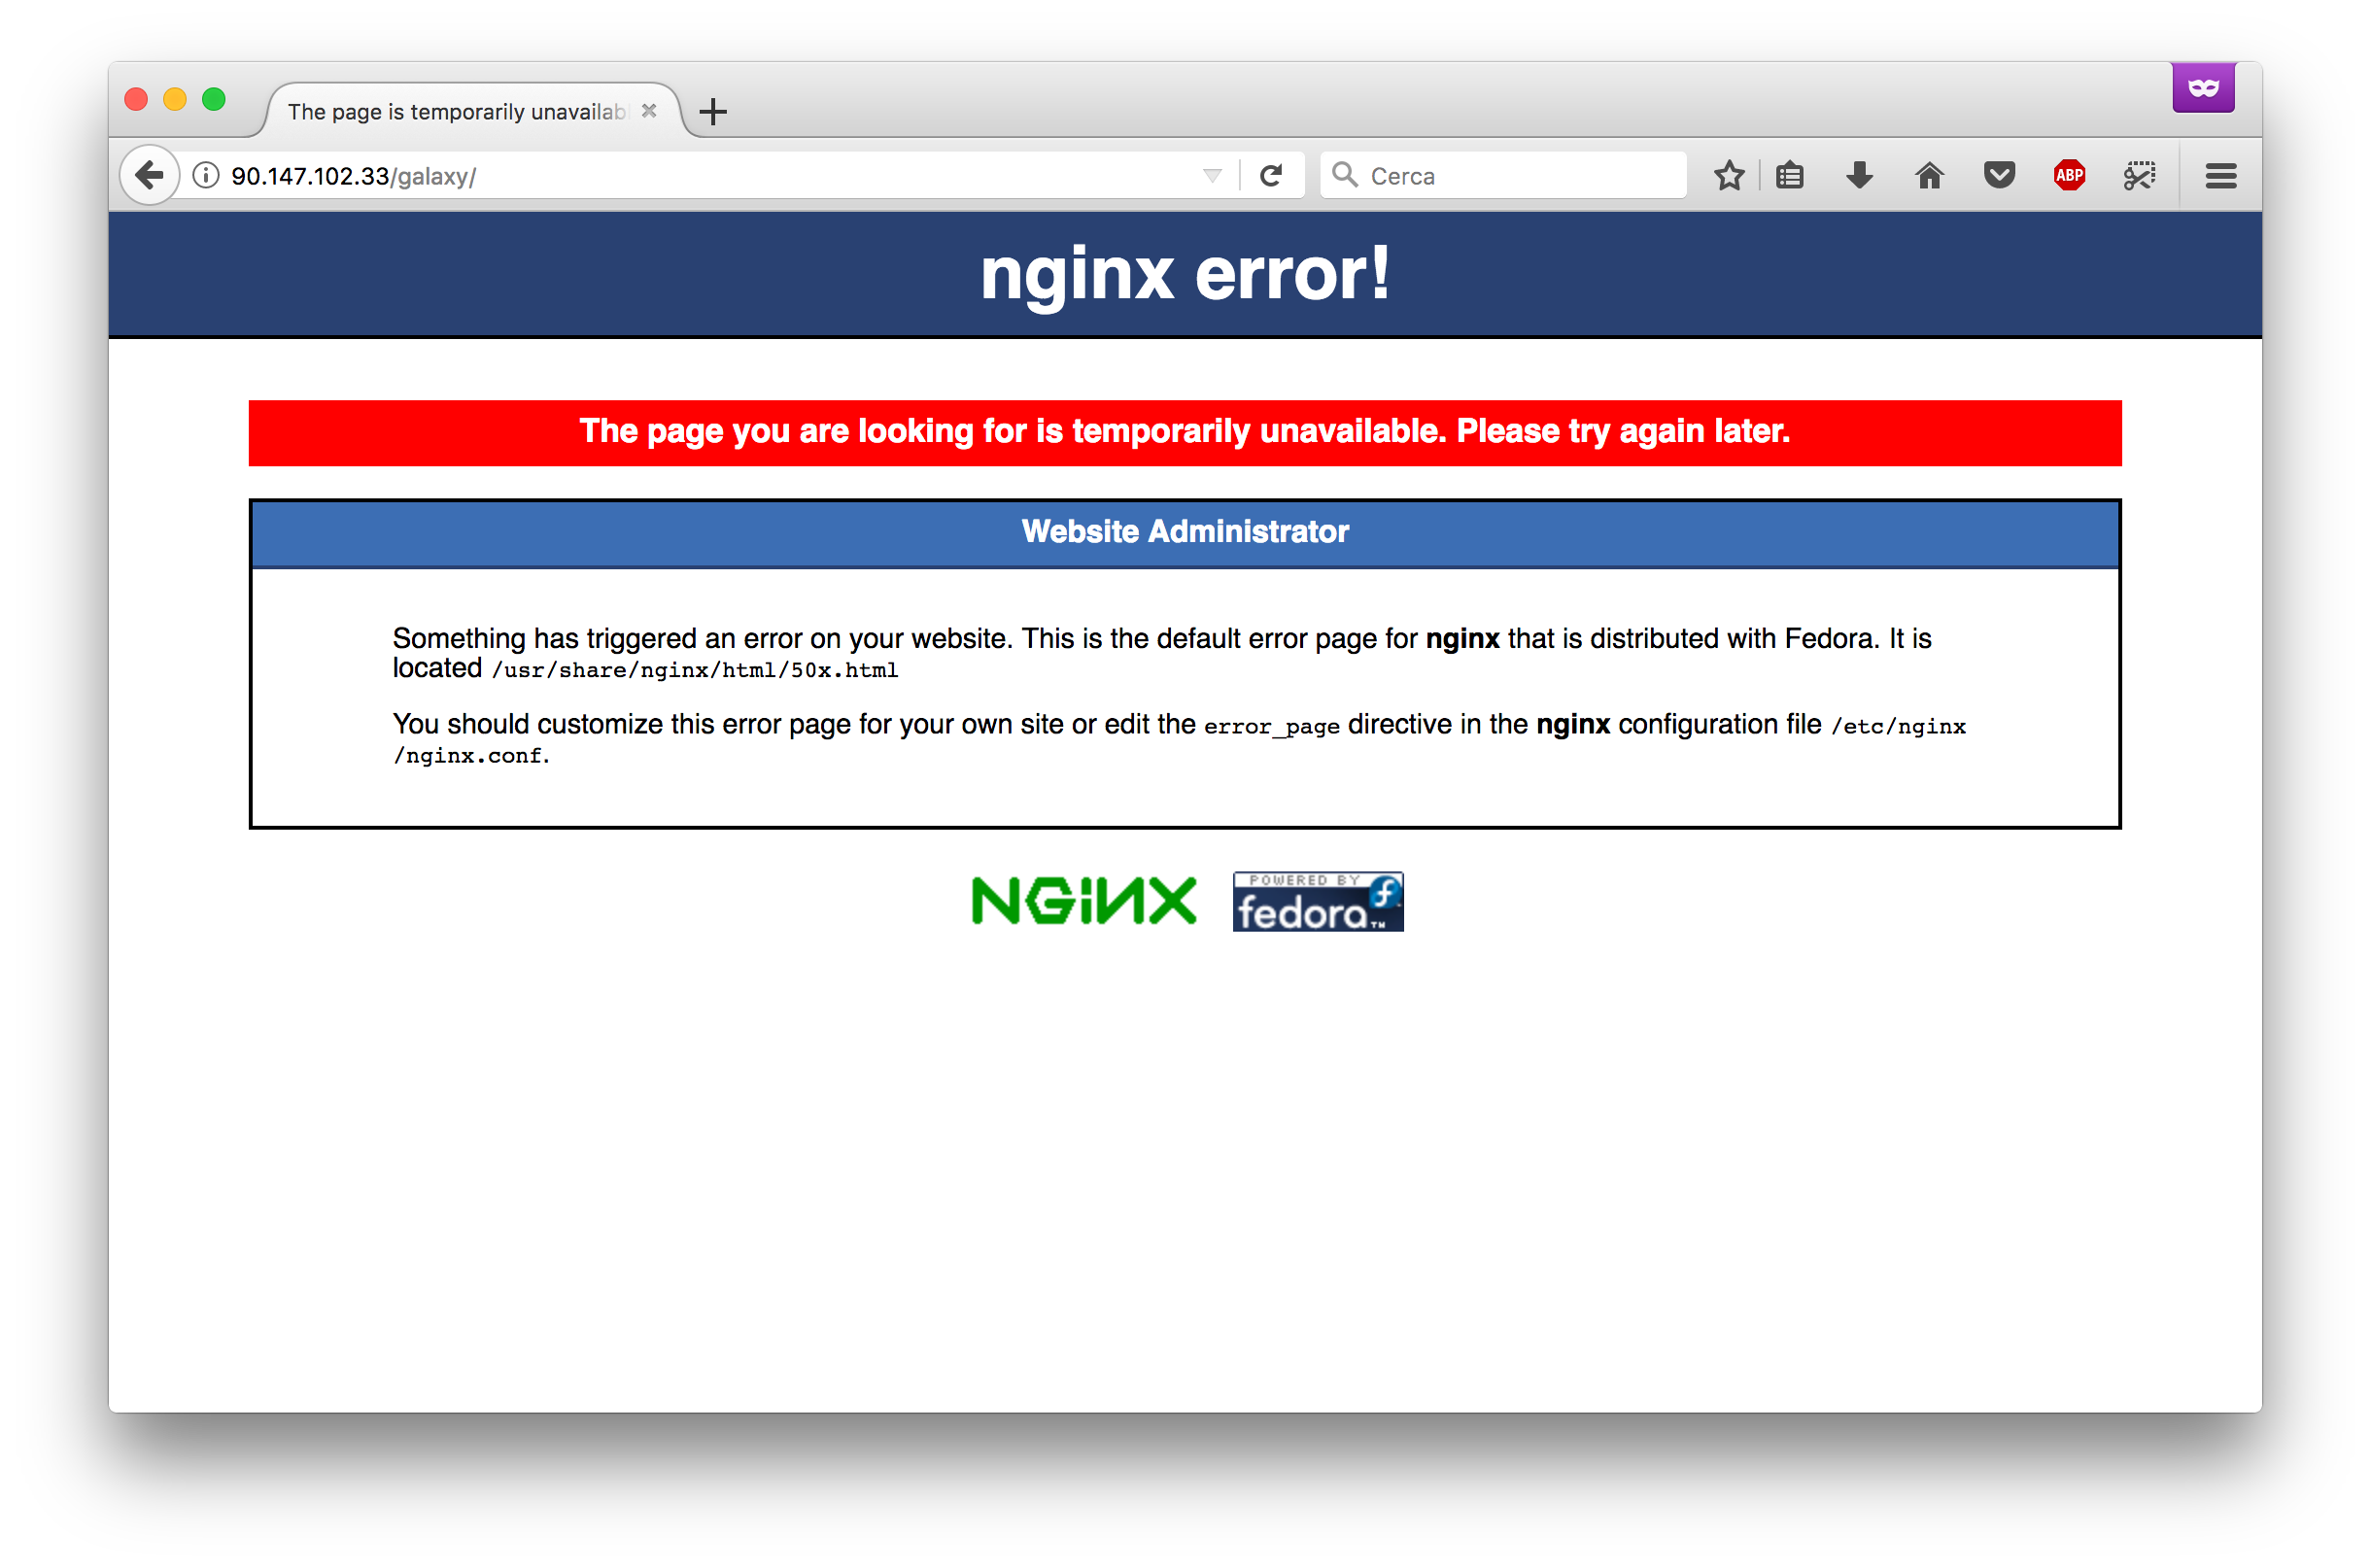 The page is temporarily unavailab
90.147.102.33/galaxy/
Cerca
ABP
nginx error!
The page you are looking for is temporarily unavailable. Please try again later.
Website Administrator
Something has triggered an error on your website. This is the default error page for nginx that is distributed with Fedora. It is
located /usr/share/nginx/html/50x.html
You should customize this error page for your own site or edit the error_page directive in the nginx configuration file /etc/nginx
/nginx.conf.
NGiNX
POWERED BY
fedora™